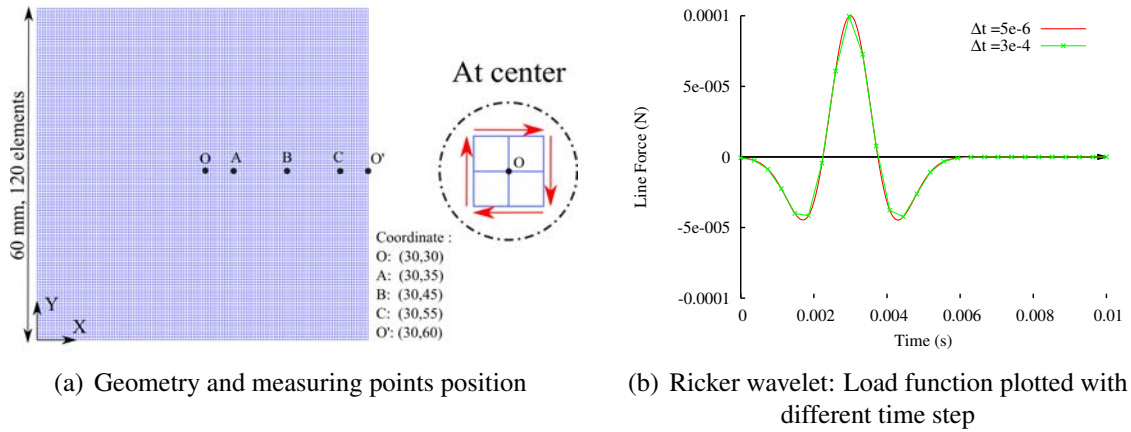 60 mm, 120 elements
O
A
B
C
O'
Y
X
At center
O
Coordinate :
O: (30,30)
A: (30,35)
B: (30,45)
C: (30,55)
O': (30,60)
(a) Geometry and measuring points position
0.0001
5e-005
0
-5e-005
-0.0001
Line Force (N)
Δt =5e-6
Δt =3e-4
0
0.002
0.004
0.006
0.008
0.01
Time (s)
(b) Ricker wavelet: Load function plotted with
different time step